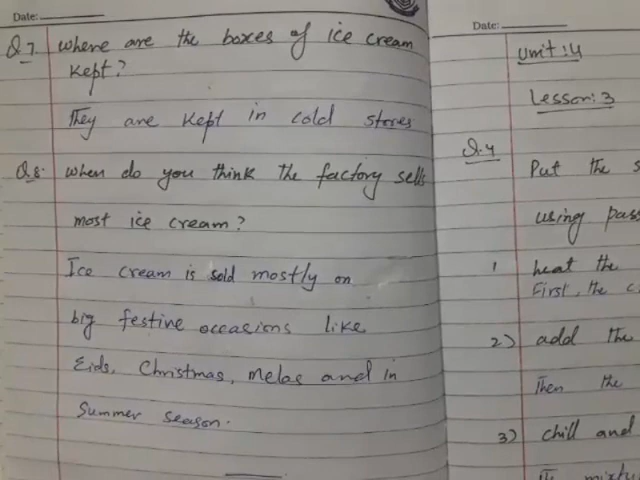 Date:
Q7 where are the boxes of ice cream
kept?
They are kept in cold stores
Q.8. when do you think the factory sells
most ice cream?
Ice cream is sold mostly on
big festive occasions like
Eids, Christmas, melas and in
Summer season.
Date:
Unit:4
Lesson:3
Q.4 Put the
using
1 heat the
First, the
2) add the
Then the
3) chill and